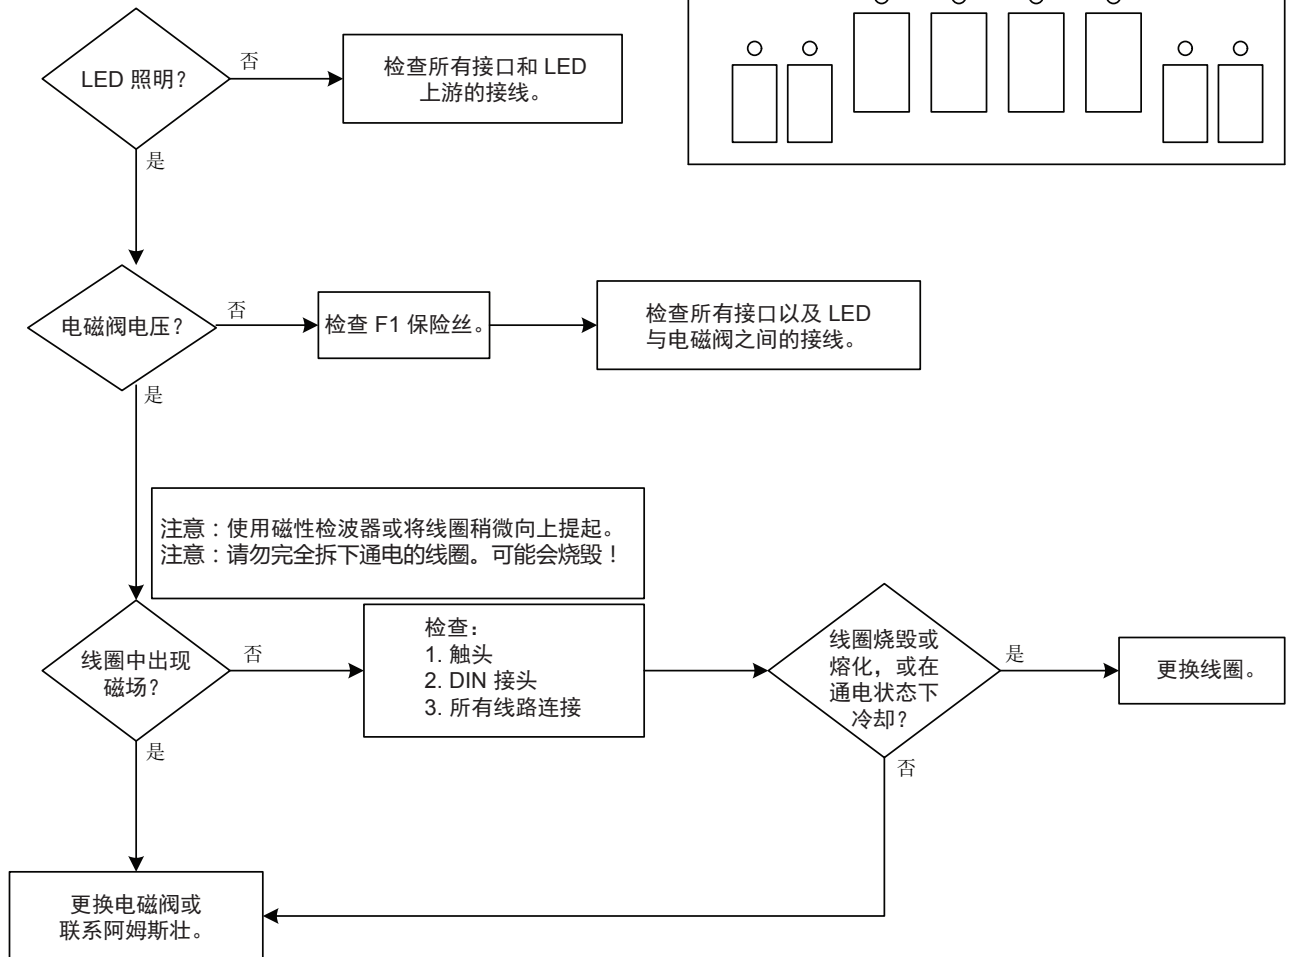 LED 照明？
否
检查所有接口和 LED
上游的接线。
是
电磁阀电压？
否
检查 F1 保险丝。
检查所有接口以及 LED
与电磁阀之间的接线。
是
注意：使用磁性检波器或将线圈稍微向上提起。
注意：请勿完全拆下通电的线圈。可能会烧毁！
线圈中出现
磁场？
否
检查：
1. 触头
2. DIN 接头
3. 所有线路连接
线圈烧毁或
熔化，或在
通电状态下
冷却？
是
更换线圈。
是
否
更换电磁阀或
联系阿姆斯壮。